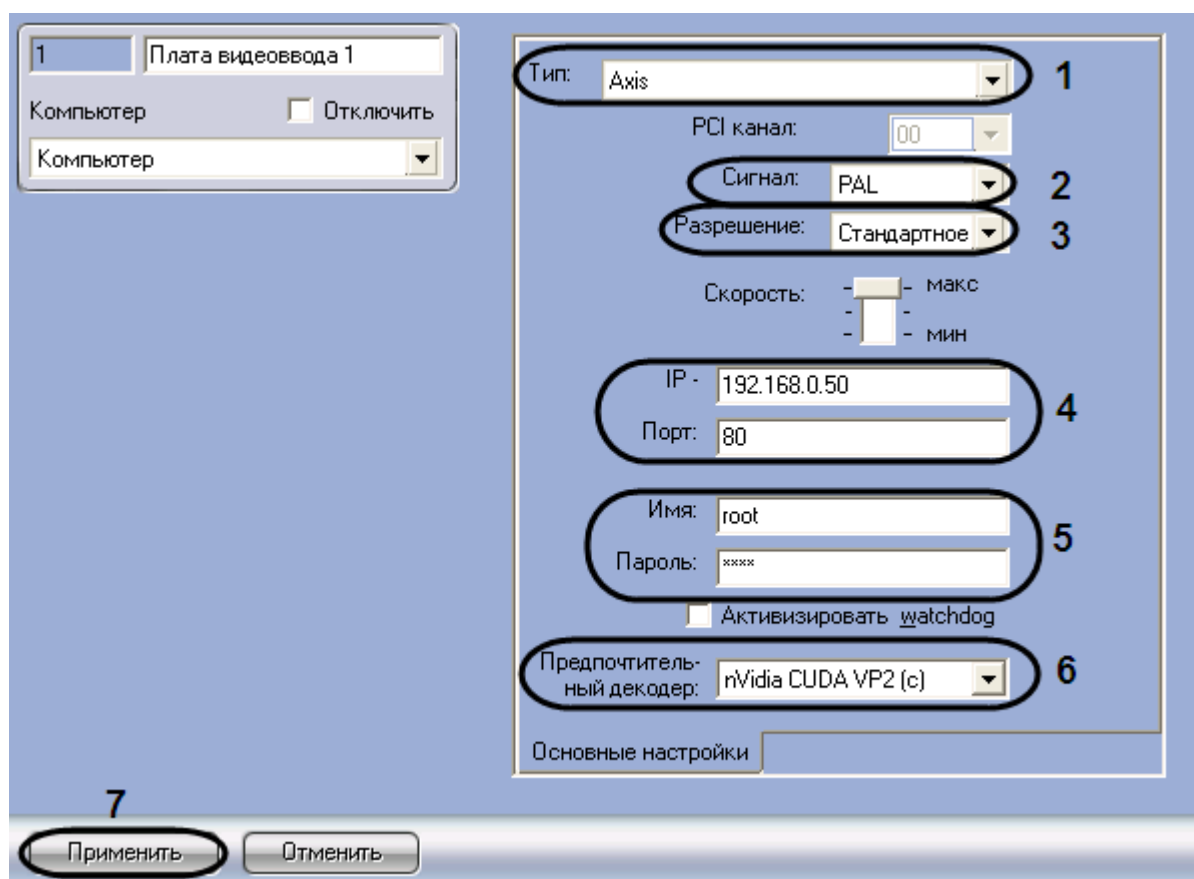 1 Плата видеоввода 1
Компьютер Отключить
Компьютер
Тип: Axis 1
PCI канал: 00
Сигнал: PAL 2
Разрешение: Стандартное 3
Скорость: макс
мин
IP - 192.168.0.50
Порт: 80
4
Имя: root
Пароль: ××××
5
Активизировать watchdog
Предпочтитель-
ный декодер: nVidia CUDA VP2 (c) 6
Основные настройки
7
Применить Отменить